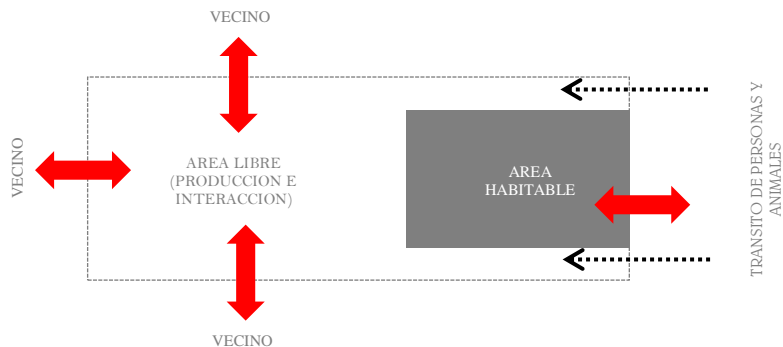 VECINO
VECINO
AREA LIBRE
(PRODUCCION E
INTERACCION)
AREA
HABITABLE
TRANSITO DE PERSONAS Y
ANIMALES
VECINO